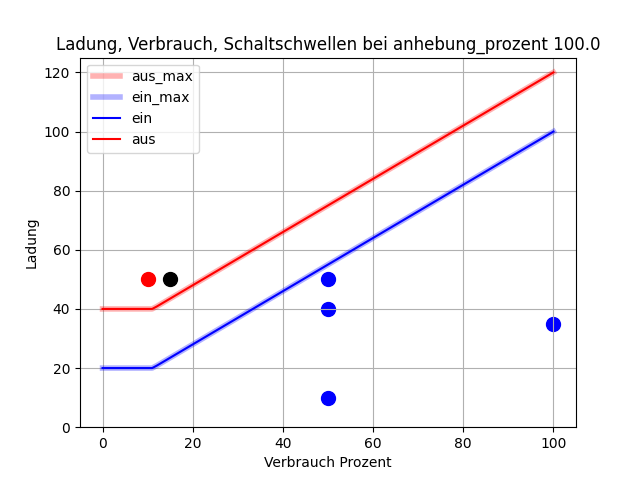 Ladung, Verbrauch, Schaltschwellen bei anhebung_prozent 100.0
aus_max
ein_max
ein
aus
120
100
80
60
40
20
0
Ladung
0 20 40 60 80 100
Verbrauch Prozent